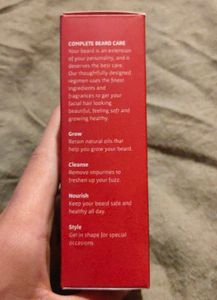 COMPLETE BEARD CARE
Your beard is an extension
of your personality, and it
deserves the best care.
Our thoughtfully designed
regimen uses the finest
ingredients and
fragrances to get your
facial hair looking
beautiful, feeling soft and
growing healthy.
Grow
Retain natural oils that
help you grow your beard.
Cleanse
Remove impurities to
freshen up your fuzz.
Nourish
Keep your beard safe and
healthy all day.
Style
Get in shape for special
occasions.